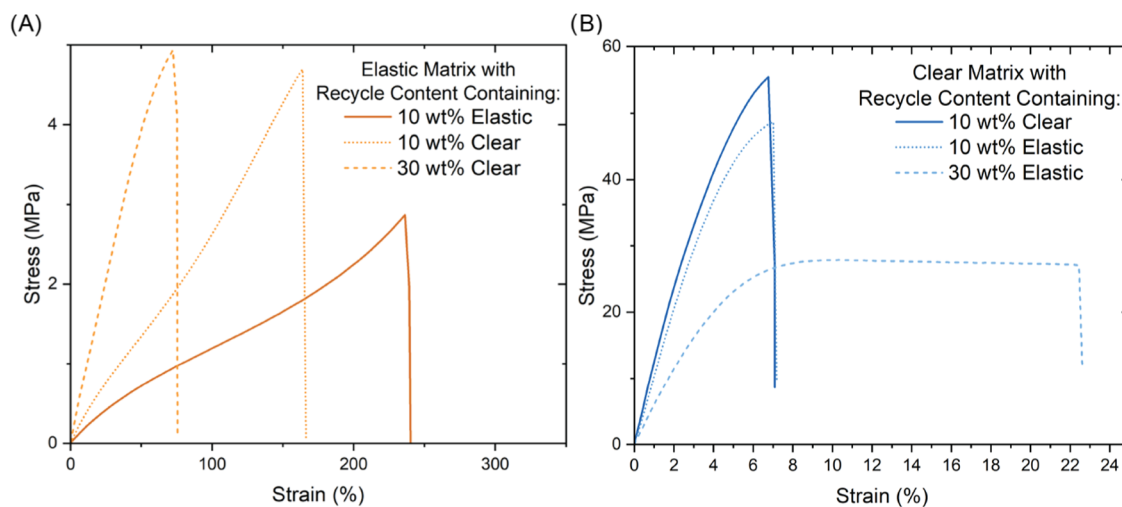 (A)
Elastic Matrix with
Recycle Content Containing:
10 wt% Elastic
10 wt% Clear
30 wt% Clear
4
2
0
Stress (MPa)
0 100 200 300
Strain (%)
(B)
Clear Matrix with
Recycle Content Containing:
10 wt% Clear
10 wt% Elastic
30 wt% Elastic
60
40
20
0
Stress (MPa)
0 2 4 6 8 10 12 14 16 18 20 22 24
Strain (%)